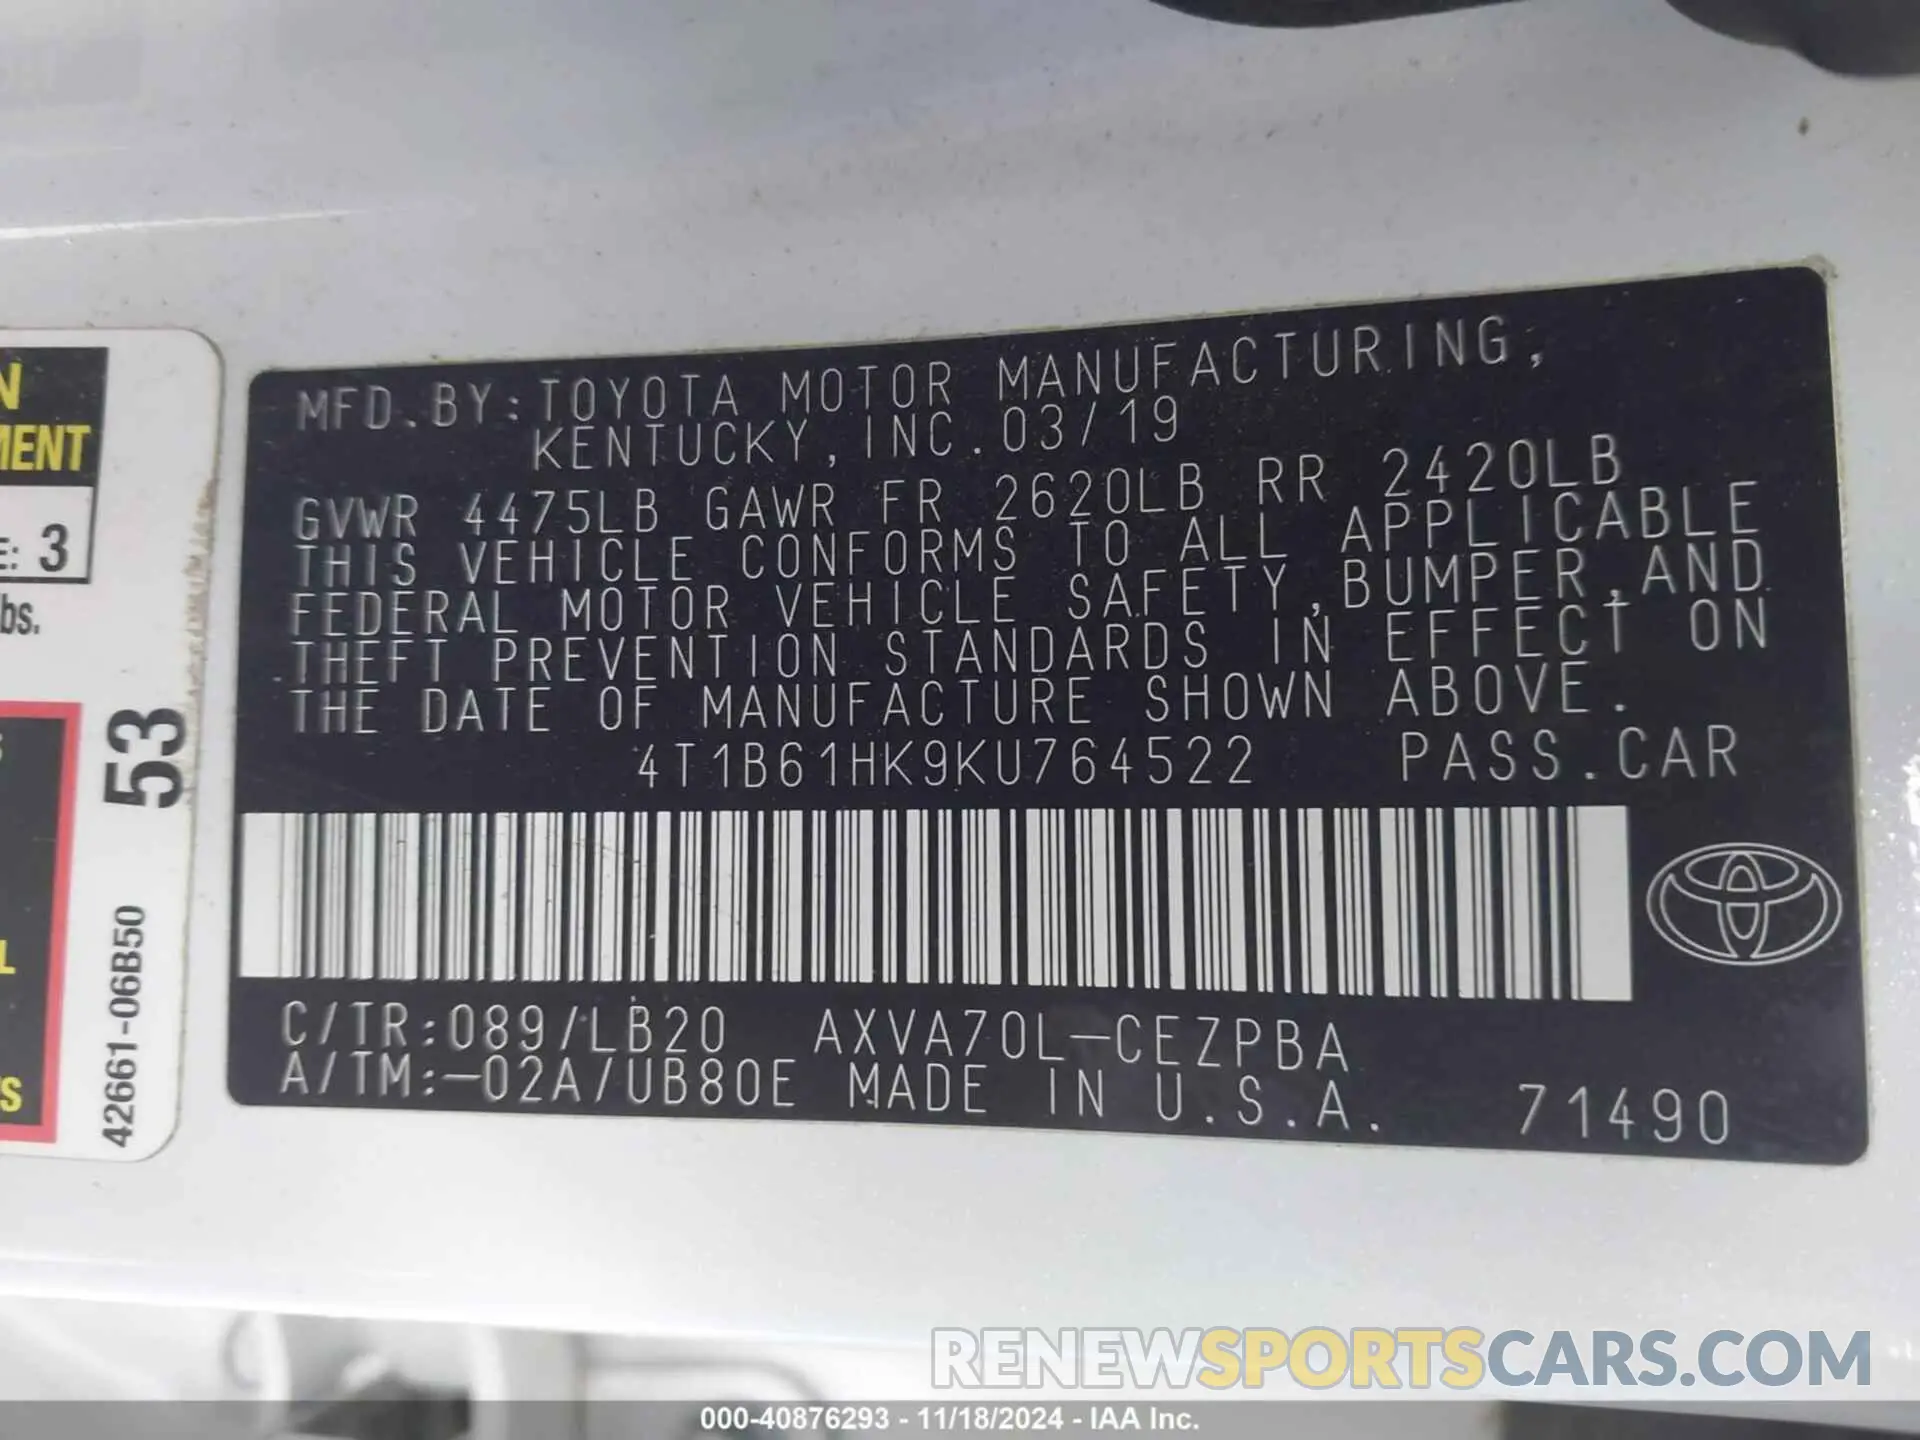 MFD.BY:TOYOTA MOTOR MANUFACTURING,
KENTUCKY,INC.03/19
GVWR 4475LB GAWR FR 2620LB RR 2420LB
THIS VEHICLE CONFORMS TO ALL APPLICABLE
FEDERAL MOTOR VEHICLE SAFETY,BUMPER,AND
THEFT PREVENTION STANDARDS IN EFFECT ON
THE DATE OF MANUFACTURE SHOWN ABOVE.
4T1B61HK9KU764522 PASS.CAR
C/TR:089/LB20 AXVA70L-CEZPBA
A/TM:-02A/UB80E MADE IN U.S.A. 71490
N
MENT
E: 3
bs.
53
L
S
42661-06B50
RENEWSPORTSCARS.COM
000-40876293 - 11/18/2024 - IAA Inc.